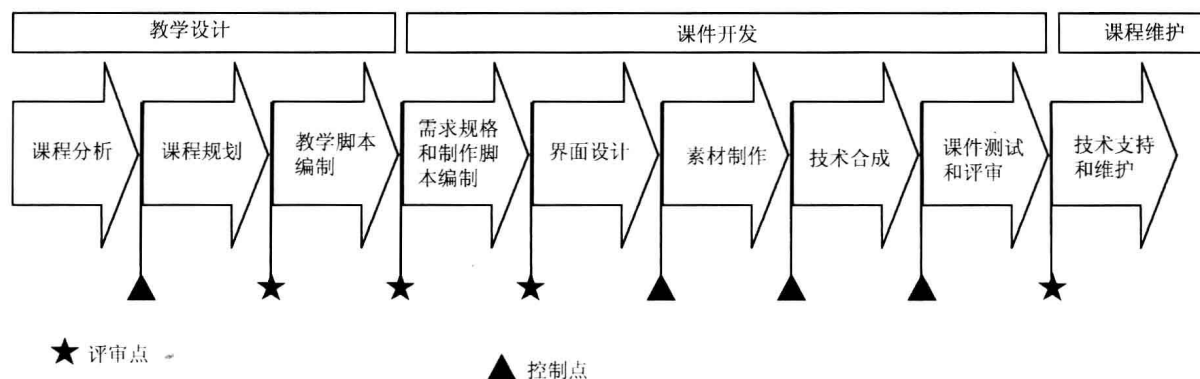 教学设计
课件开发
课程维护
课程分析
课程规划
教学脚本
编制
需求规格
和制作脚
本编制
界面设计
素材制作
技术合成
课件测试
和评审
技术支持
和维护
评审点
控制点